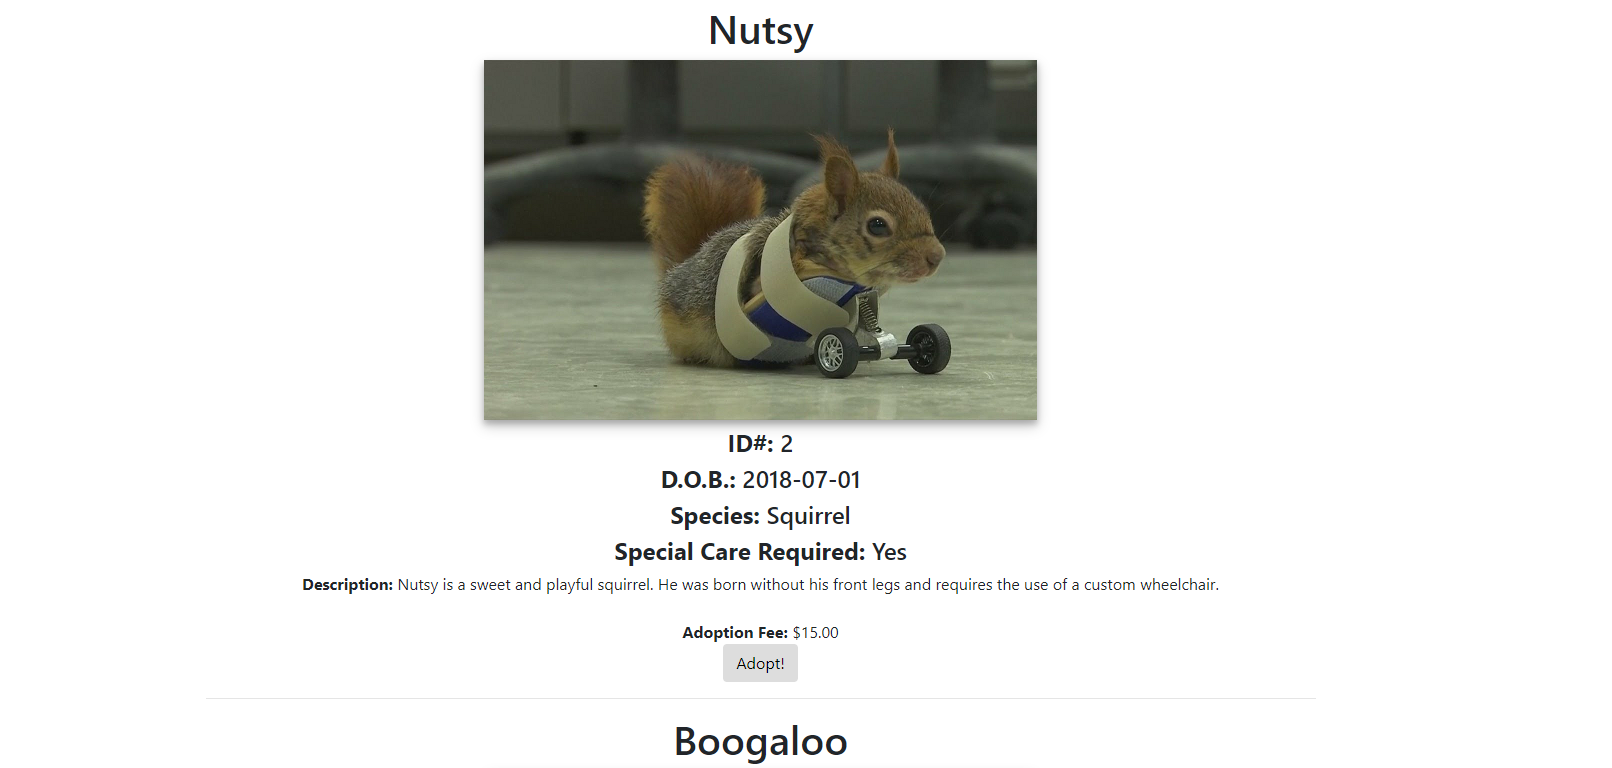 Nutsy
ID#: 2
D.O.B.: 2018-07-01
Species: Squirrel
Special Care Required: Yes
Description: Nutsy is a sweet and playful squirrel. He was born without his front legs and requires the use of a custom wheelchair.
Adoption Fee: $15.00
Adopt!
Boogaloo